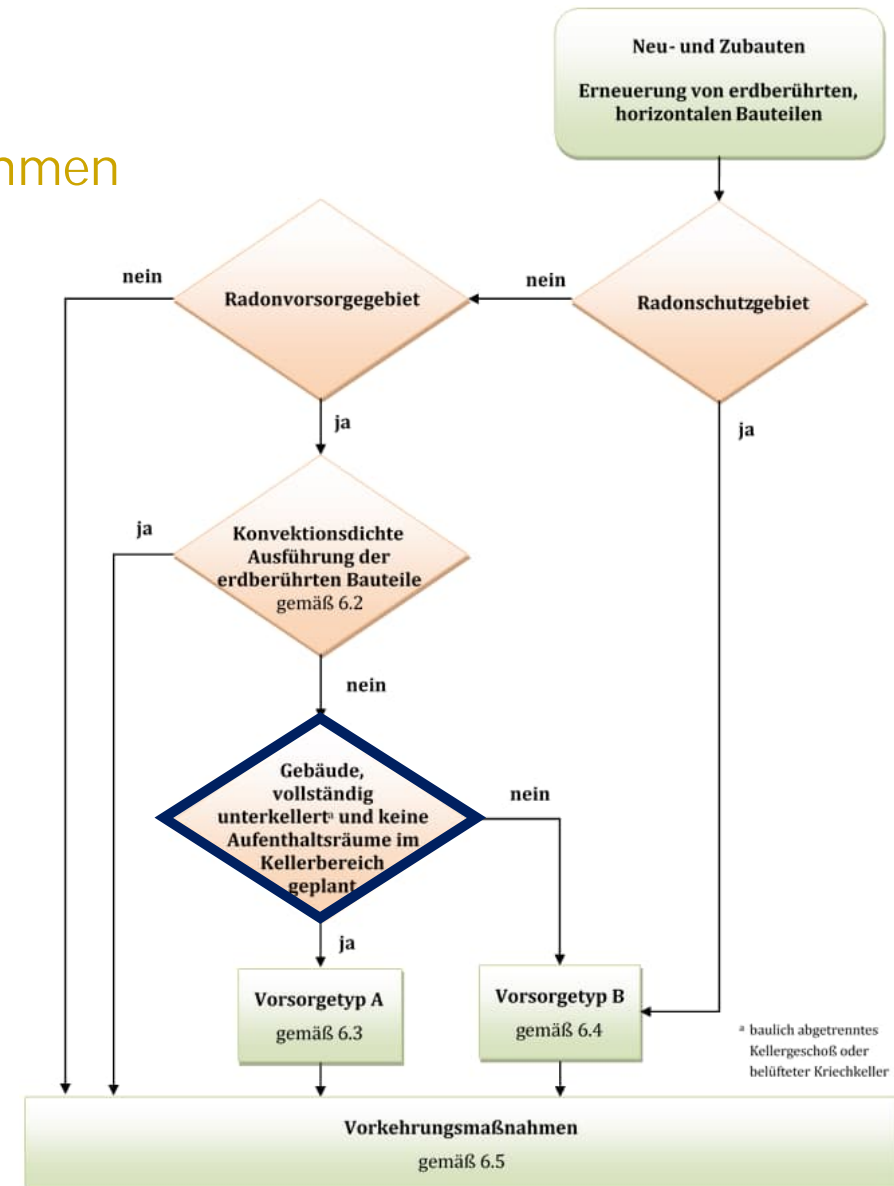 hmen
Neu- und Zubauten
Erneuerung von erdberührten,
horizontalen Bauteilen
nein
nein
Radonvorsorgegebiet
Radonschutzgebiet
ja
ja
ja
Konvektionsdichte
Ausführung der
erdberührten Bauteile
gemäß 6.2
nein
Gebäude,
vollständig
unterkellertᵃ und keine
Aufenthaltsräume im
Kellerbereich
geplant
nein
ja
Vorsorgetyp A
gemäß 6.3
Vorsorgetyp B
gemäß 6.4
ᵃ baulich abgetrenntes
Kellergeschoß oder
belüfteter Kriechkeller
Vorkehrungsmaßnahmen
gemäß 6.5